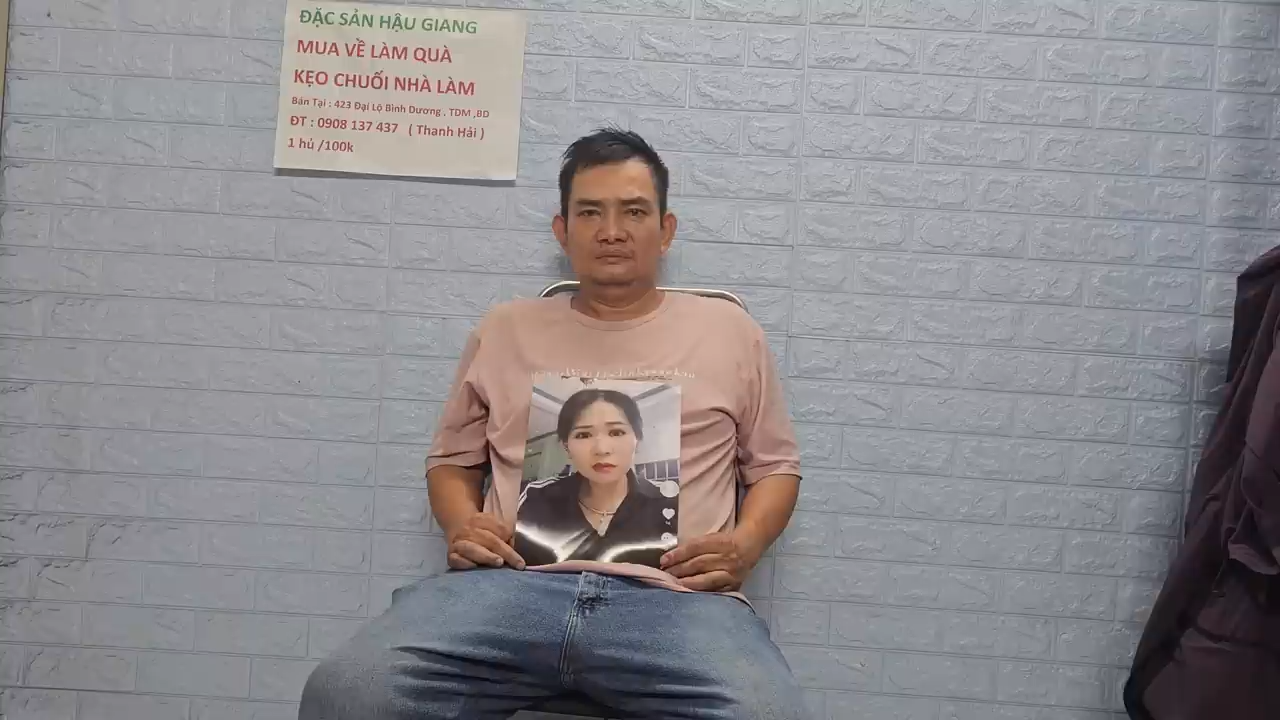 ĐẶC SẢN HẬU GIANG
MUA VỀ LÀM QUÀ
KẸO CHUỐI NHÀ LÀM
Bán Tại : 423 Đại Lộ Bình Dương , TDM ,BD
ĐT : 0908 137 437 ( Thanh Hải )
1 hủ /100k